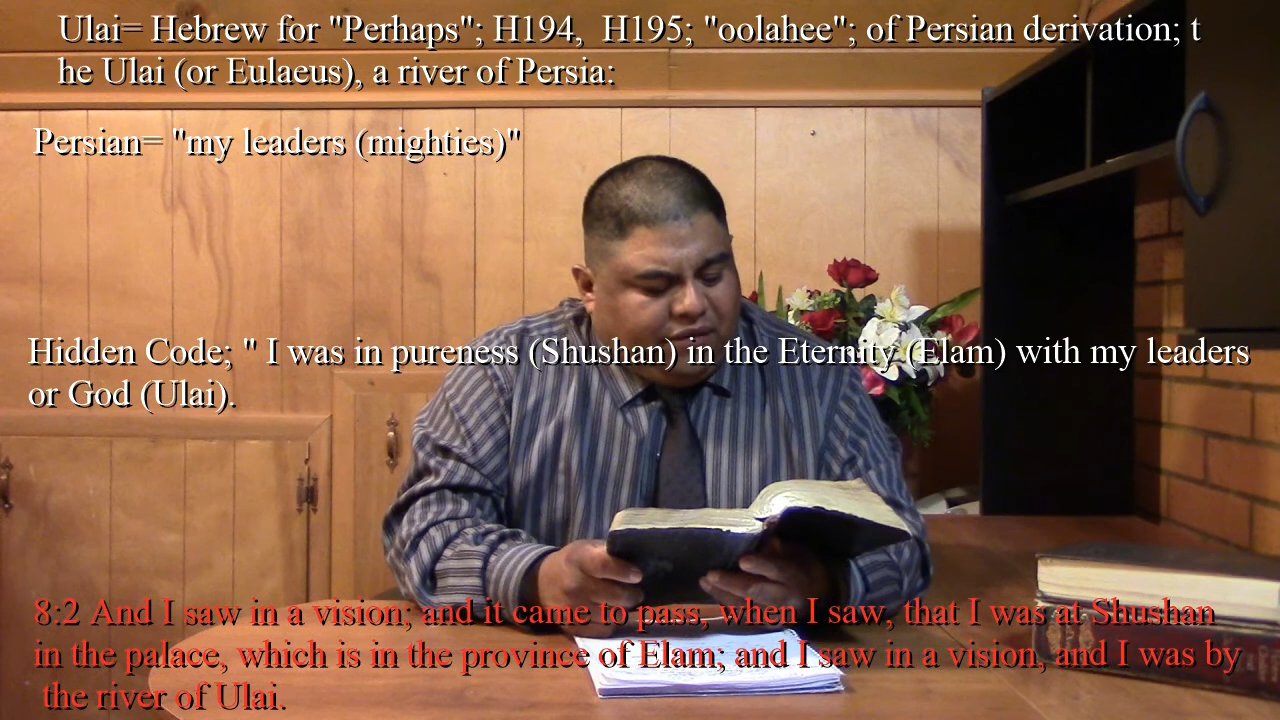 Ulai= Hebrew for "Perhaps"; H194,  H195; "oolahee"; of Persian derivation; t
he Ulai (or Eulaeus), a river of Persia:
Persian= "my leaders (mighties)"
Hidden Code; " I was in pureness (Shushan) in the Eternity (Elam) with my leaders
or God (Ulai).
8:2 And I saw in a vision; and it came to pass, when I saw, that I was at Shushan
in the palace, which is in the province of Elam; and I saw in a vision, and I was by
the river of Ulai.